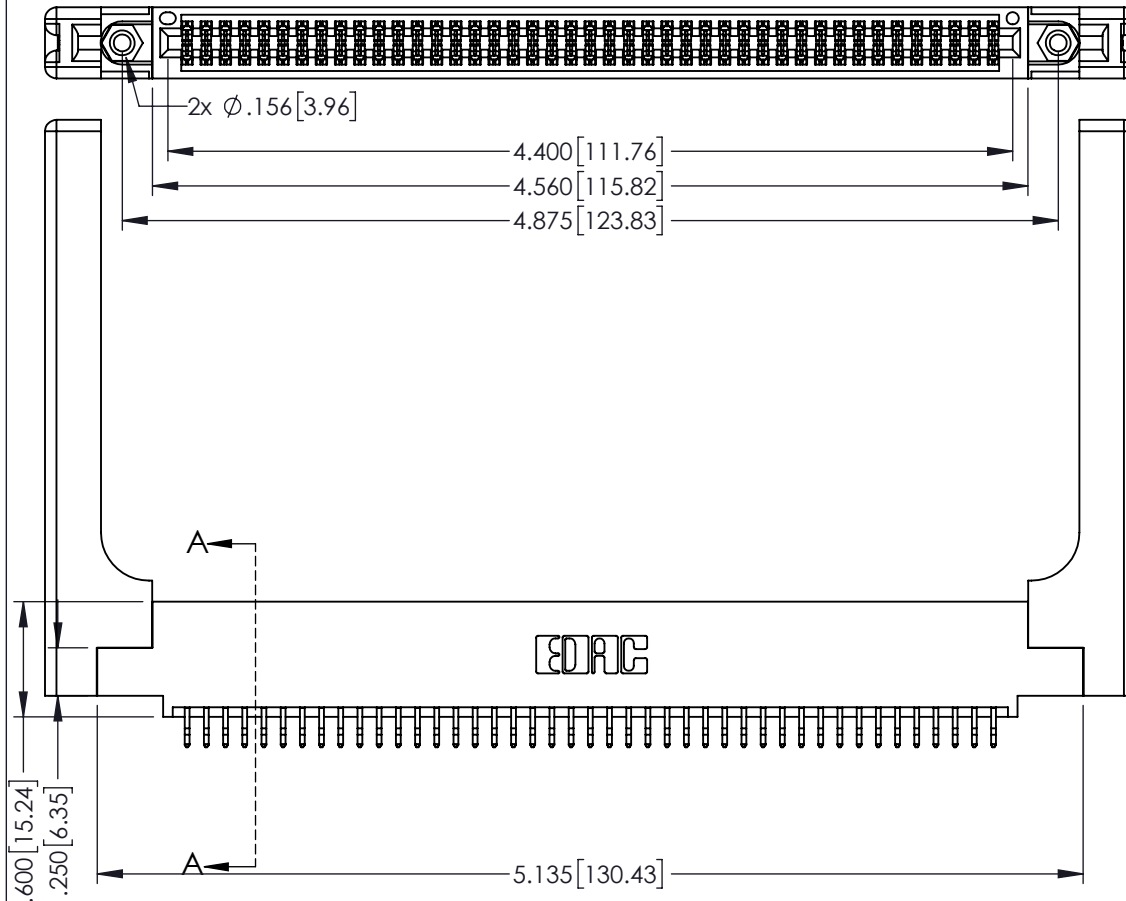 2x ∅.156[3.96]
4.400[111.76]
4.560[115.82]
4.875[123.83]
A
EDAC
.600[15.24]
.250[6.35]
A
5.135[130.43]